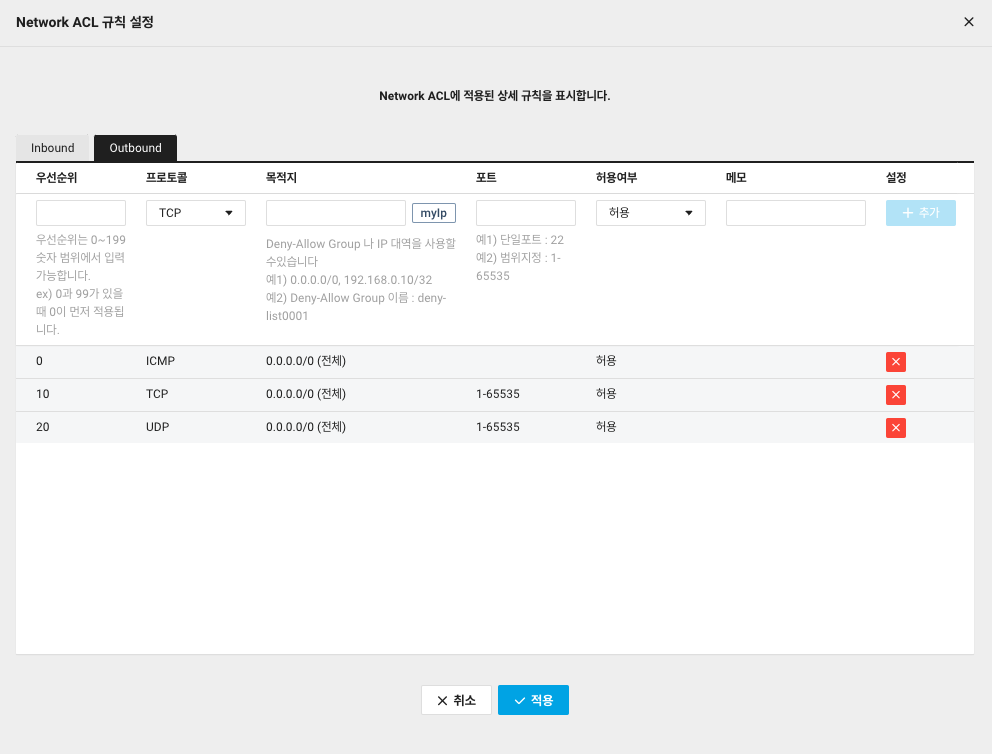 Network ACL 규칙 설정
Network ACL에 적용된 상세 규칙을 표시합니다.
Inbound Outbound
우선순위 프로토콜 목적지 포트 허용여부 메모 설정
TCP myIp 허용 추가
우선순위는 0~199
숫자 범위에서 입력
가능합니다.
ex) 0과 99가 있을
때 0이 먼저 적용됩
니다.
Deny-Allow Group 나 IP 대역을 사용할
수있습니다
예1) 0.0.0.0/0, 192.168.0.10/32
예2) Deny-Allow Group 이름 : deny-
list0001
예1) 단일포트 : 22
예2) 범위지정 : 1-
65535
0 ICMP 0.0.0.0/0 (전체) 허용
10 TCP 0.0.0.0/0 (전체) 1-65535 허용
20 UDP 0.0.0.0/0 (전체) 1-65535 허용
취소 적용